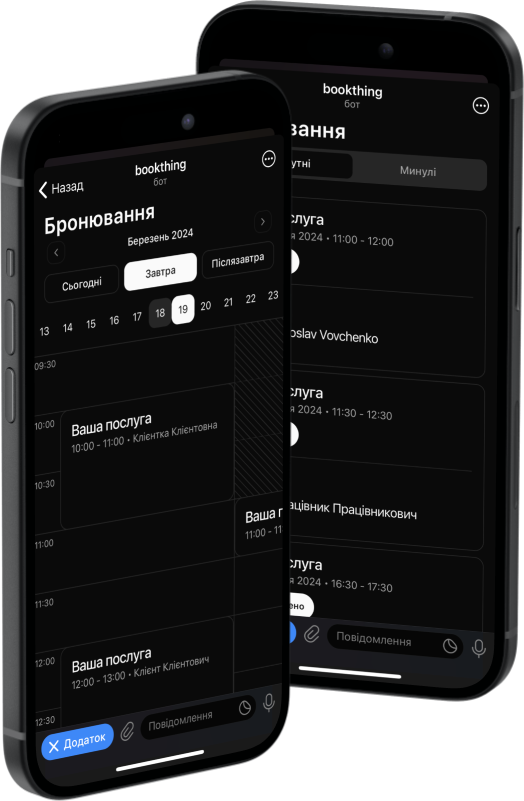 bookthing
бот
Назад
Бронювання
Березень 2024
Сьогодні
Завтра
Післязавтра
13 14 15 16 17 18 19 20 21 22 23
09:30
10:00
Ваша послуга
10:00 - 11:00 • Клієнтка Клієнтовна
10:30
11:00
Ваша п
11:00 - 11
11:30
12:00
Ваша послуга
12:00 - 13:00 • Клієнт Клієнтович
12:30
Додаток
Повідомлення
bookthing
бот
вання
утні
Минулі
слуга
я 2024 • 11:00 - 12:00
oslav Vovchenko
слуга
я 2024 • 11:30 - 12:30
ацівник Працівникович
слуга
я 2024 • 16:30 - 17:30
ено
Повідомлення